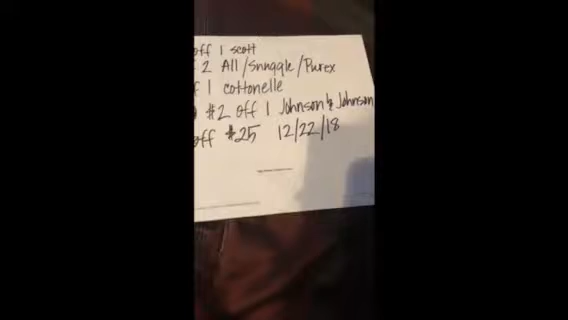 off 1 scott
2 All/Snuggle/Purex
1 cottonelle
#2 off 1 Johnson & Johnson
off $25 12/22/18